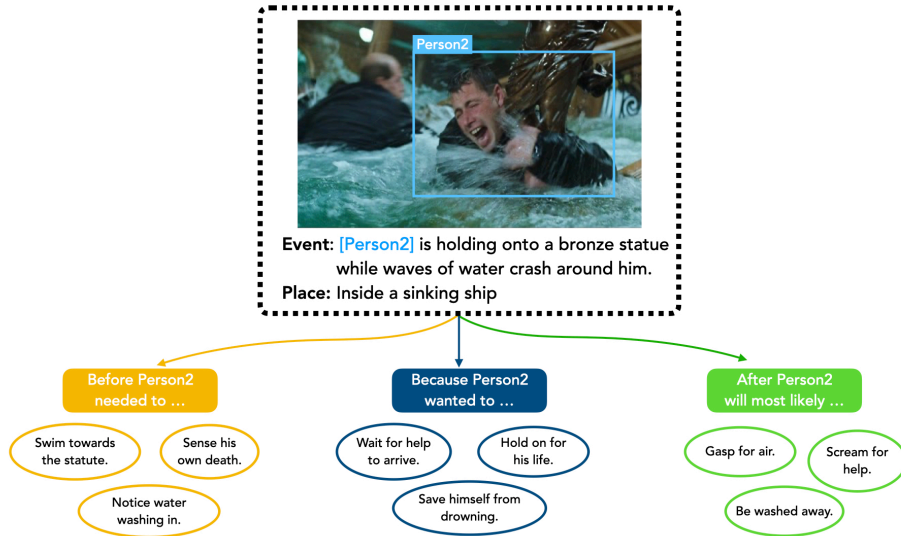 Person2
Event: [Person2] is holding onto a bronze statue
while waves of water crash around him.
Place: Inside a sinking ship
Before Person2
needed to ...
Because Person2
wanted to ...
After Person2
will most likely ...
Swim towards
the statute.
Sense his
own death.
Notice water
washing in.
Wait for help
to arrive.
Hold on for
his life.
Save himself from
drowning.
Gasp for air.
Scream for
help.
Be washed away.